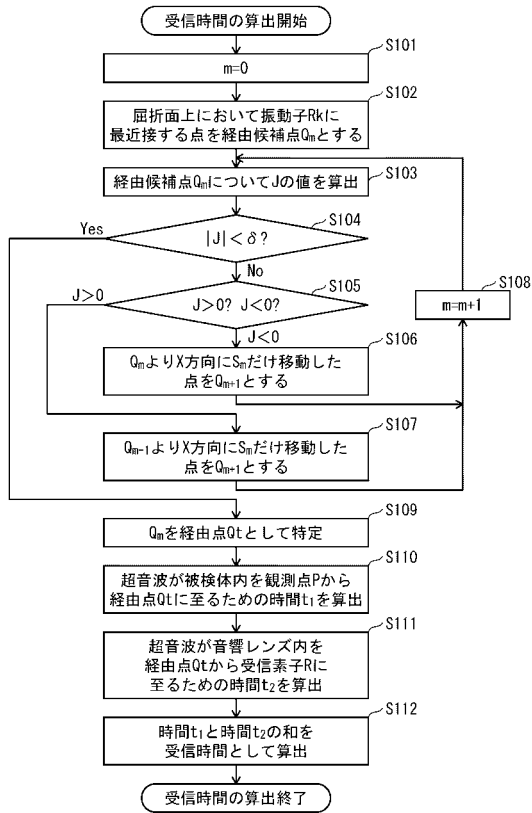 受信時間の算出開始
S101
m=0
S102
屈折面上において振動子Rkに
最近接する点を経由候補点Qmとする
S103
経由候補点QmについてJの値を算出
S104
Yes
|J|<δ?
No
S105
J>0
J>0? J<0?
S108
m=m+1
J<0
S106
QmよりX方向にSmだけ移動した
点をQm+1とする
S107
Qm-1よりX方向にSmだけ移動した
点をQm+1とする
S109
Qmを経由点Qtとして特定
S110
超音波が被検体内を観測点Pから
経由点Qtに至るための時間t1を算出
S111
超音波が音響レンズ内を
経由点Qtから受信素子Rに
至るための時間t2を算出
S112
時間t1と時間t2の和を
受信時間として算出
受信時間の算出終了